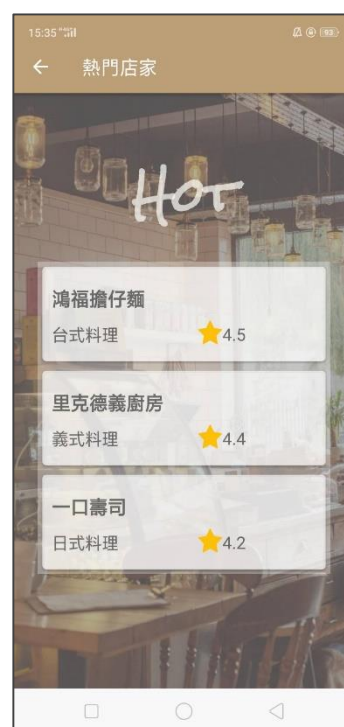 15:35
熱門店家
HOT
鴻福擔仔麵
台式料理
4.5
里克德義廚房
義式料理
4.4
一口壽司
日式料理
4.2